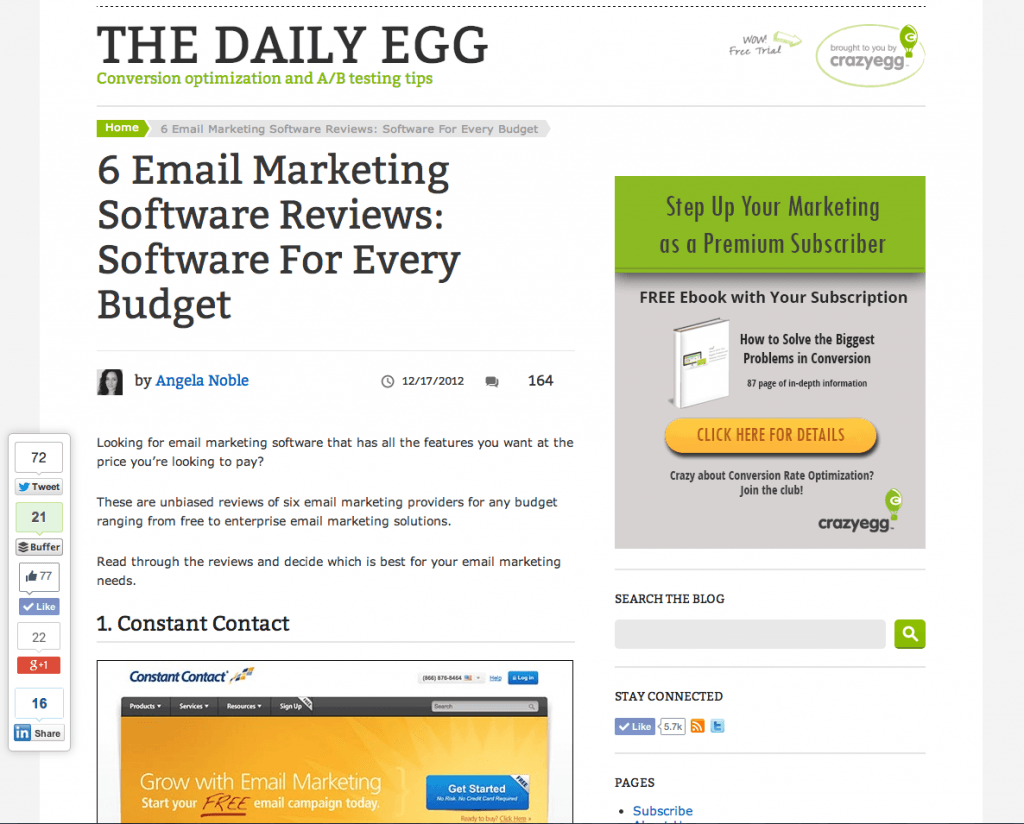 THE DAILY EGG
Conversion optimization and A/B testing tips
WOW!
Free Trial
brought to you by
crazyegg
Home
6 Email Marketing Software Reviews: Software For Every Budget
6 Email Marketing
Software Reviews:
Software For Every
Budget
by Angela Noble
12/17/2012
164
Looking for email marketing software that has all the features you want at the
price you're looking to pay?
These are unbiased reviews of six email marketing providers for any budget
ranging from free to enterprise email marketing solutions.
Read through the reviews and decide which is best for your email marketing
needs.
1. Constant Contact
Constant Contact
(866) 876-8464
Help
Log in
Products
Services
Resources
Sign Up
Search
Grow with Email Marketing
Start your FREE email campaign today.
Get Started
FREE
No Risk. No Credit Card Required
Ready to buy? Click Here »
72
Tweet
21
Buffer
77
Like
22
g+1
16
in Share
Step Up Your Marketing
as a Premium Subscriber
FREE Ebook with Your Subscription
How to Solve the Biggest
Problems in Conversion
87 page of in-depth information
CLICK HERE FOR DETAILS
Crazy about Conversion Rate Optimization?
Join the club!
crazyegg
SEARCH THE BLOG
STAY CONNECTED
Like
5.7k
PAGES
• Subscribe